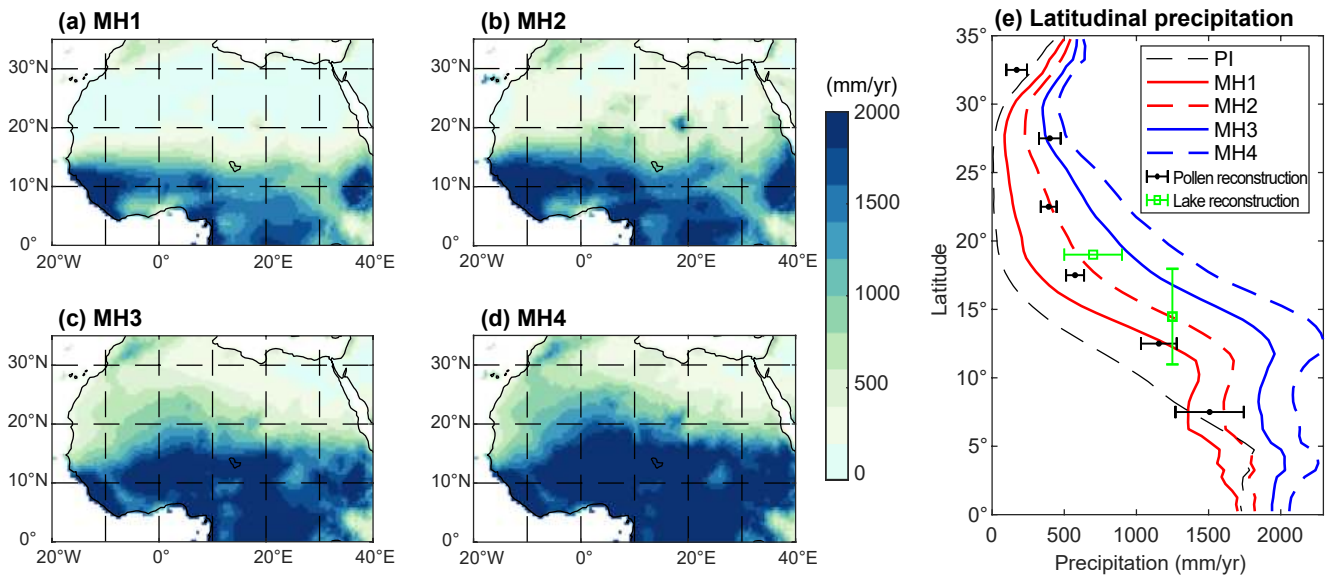 (a) MH1
30°N
20°N
10°N
0°
20°W
0°
20°E
40°E
(b) MH2
30°N
20°N
10°N
0°
20°W
0°
20°E
40°E
(mm/yr)
2000
1500
1000
500
0
(c) MH3
30°N
20°N
10°N
0°
20°W
0°
20°E
40°E
(d) MH4
30°N
20°N
10°N
0°
20°W
0°
20°E
40°E
(e) Latitudinal precipitation
35°
30°
25°
20°
15°
10°
5°
0°
Latitude
PI
MH1
MH2
MH3
MH4
Pollen reconstruction
Lake reconstruction
0
500
1000
1500
2000
Precipitation (mm/yr)